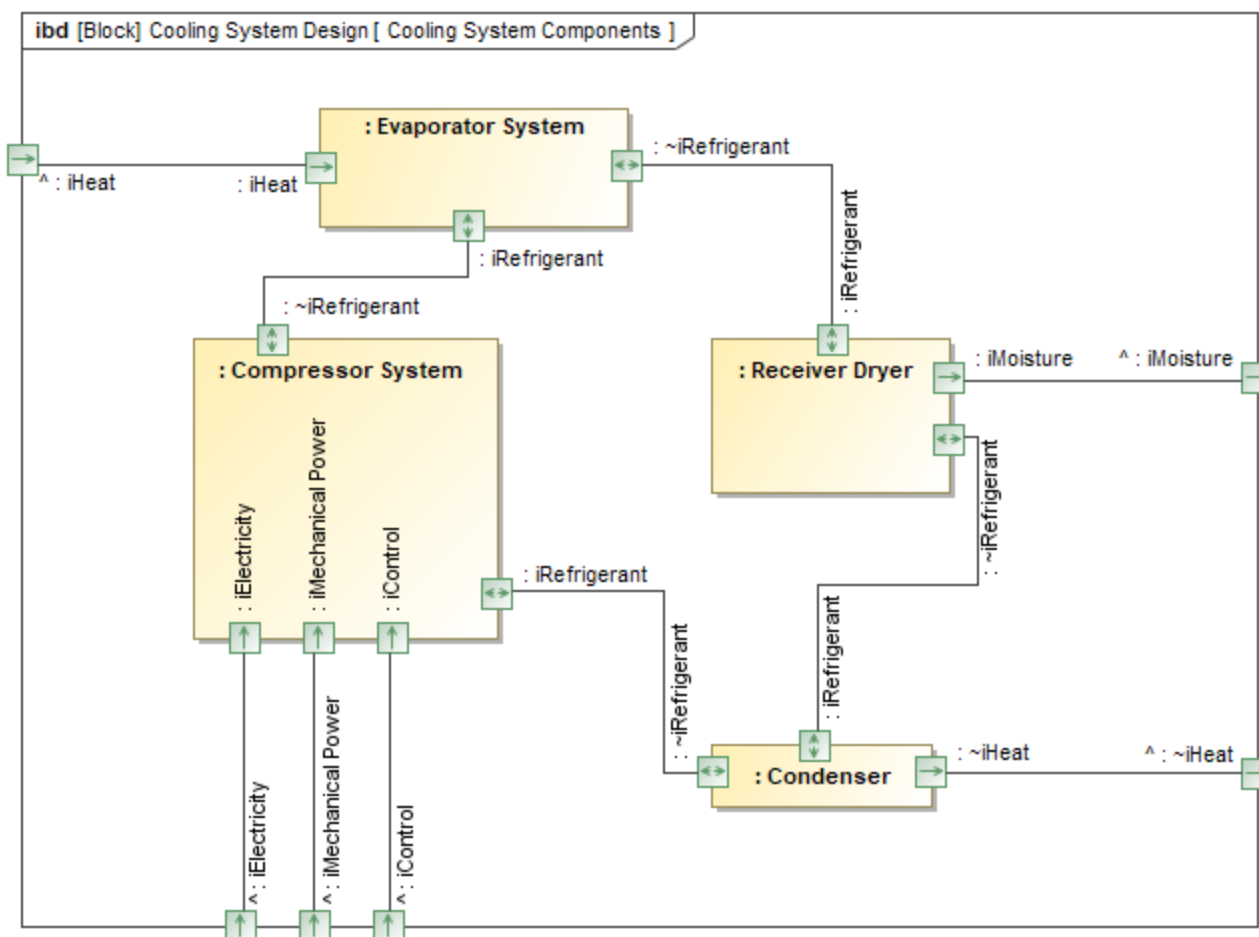 ibd [Block] Cooling System Design [ Cooling System Components ]
: Evaporator System
: ~iRefrigerant
^ : iHeat
: iHeat
: iRefrigerant
: iRefrigerant
: ~iRefrigerant
: Compressor System
: Receiver Dryer
: iMoisture
^ : iMoisture
: iElectricity
: iMechanical Power
: iControl
: ~iRefrigerant
: iRefrigerant
: ~iRefrigerant
: iRefrigerant
: Condenser
: ~iHeat
^ : ~iHeat
^ : iElectricity
^ : iMechanical Power
^ : iControl